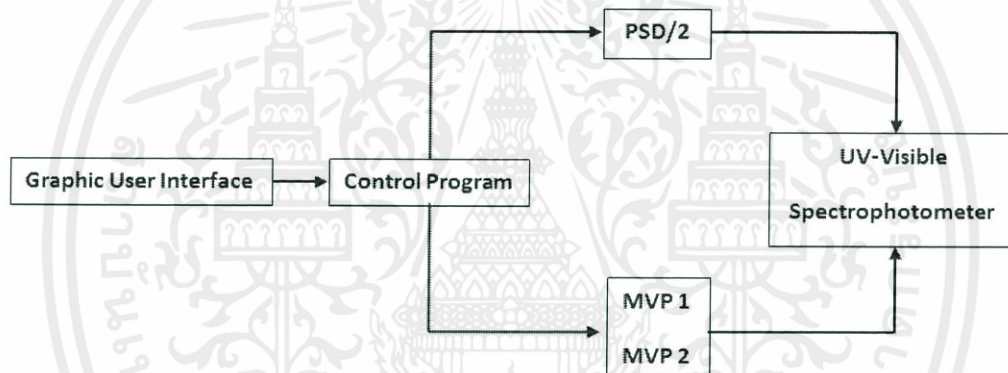 PSD/2
UV-Visible
Spectrophotometer
Graphic User Interface
Control Program
MVP 1
MVP 2